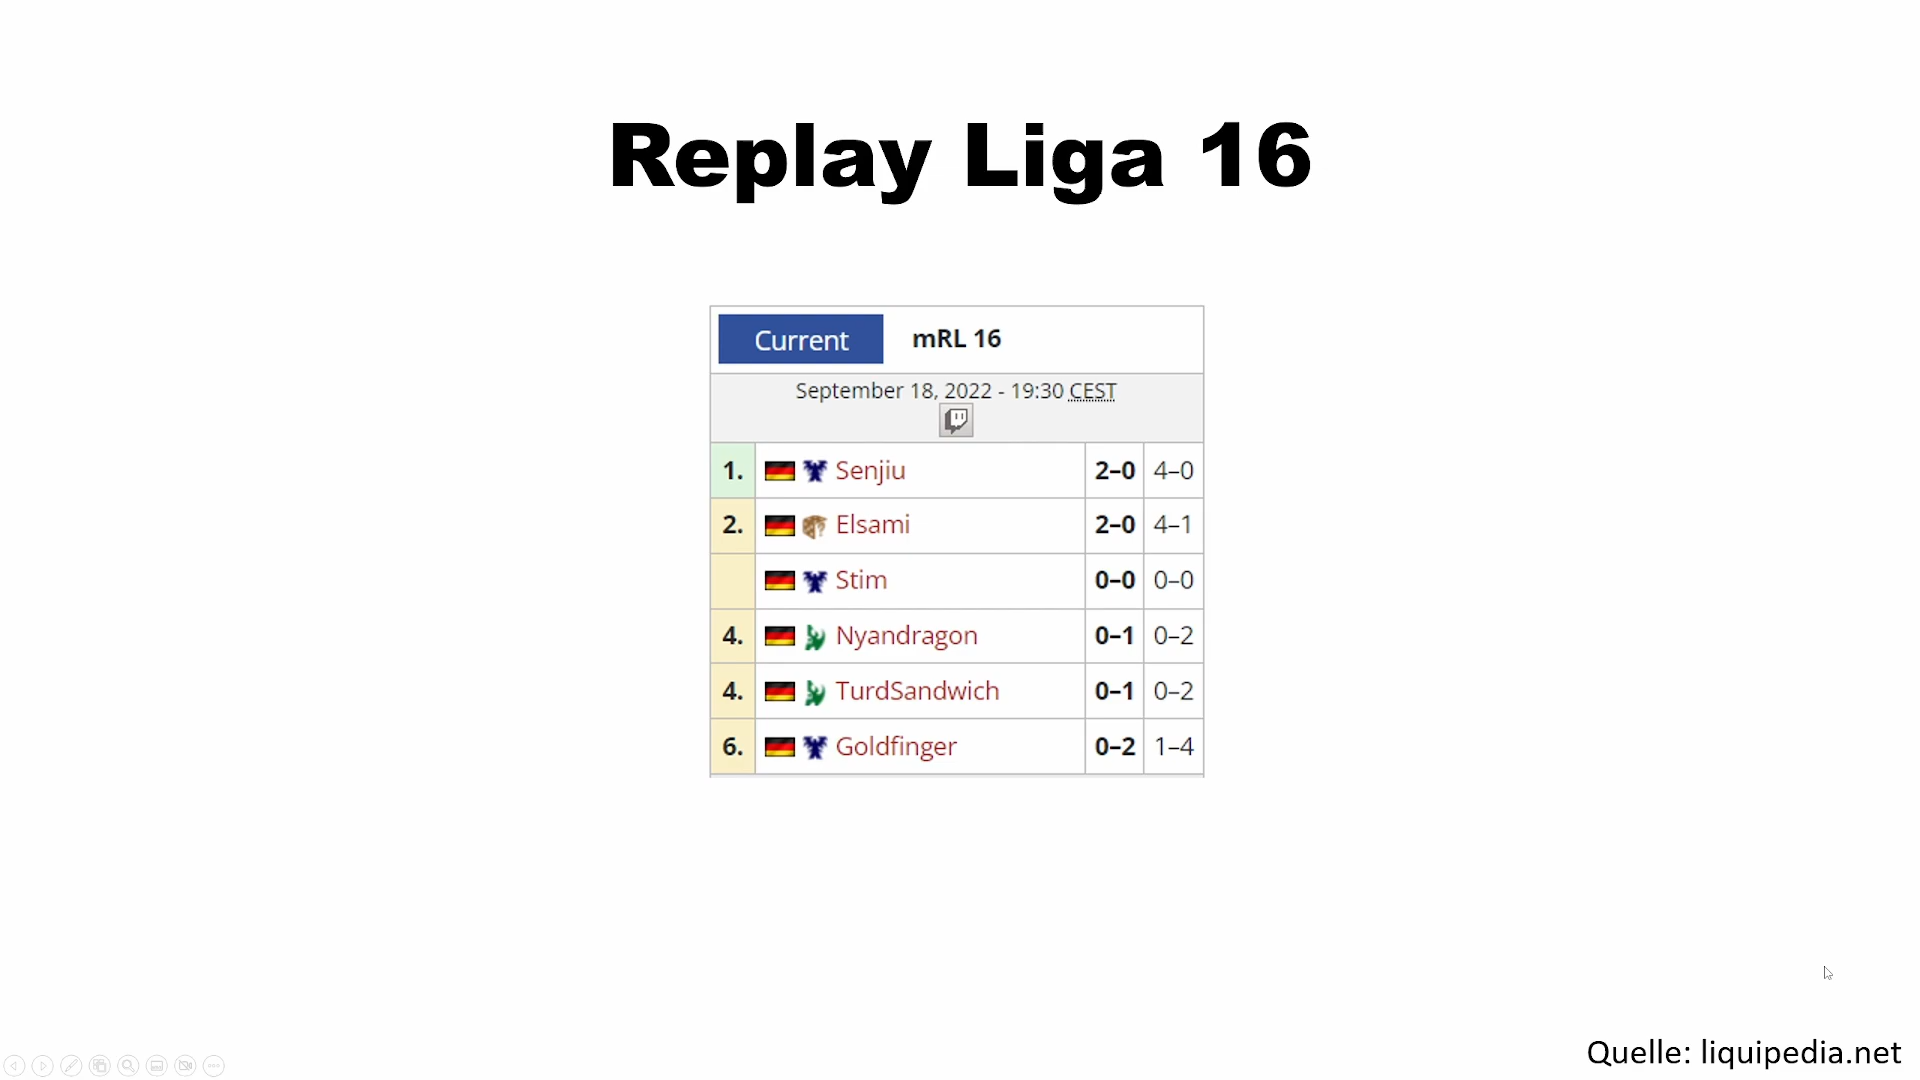 Replay Liga 16
Current mRL 16
September 18, 2022 - 19:30 CEST
1. Senjiu 2–0 4–0
2. Elsami 2–0 4–1
Stim 0–0 0–0
4. Nyandragon 0–1 0–2
4. TurdSandwich 0–1 0–2
6. Goldfinger 0–2 1–4
Quelle: liquipedia.net